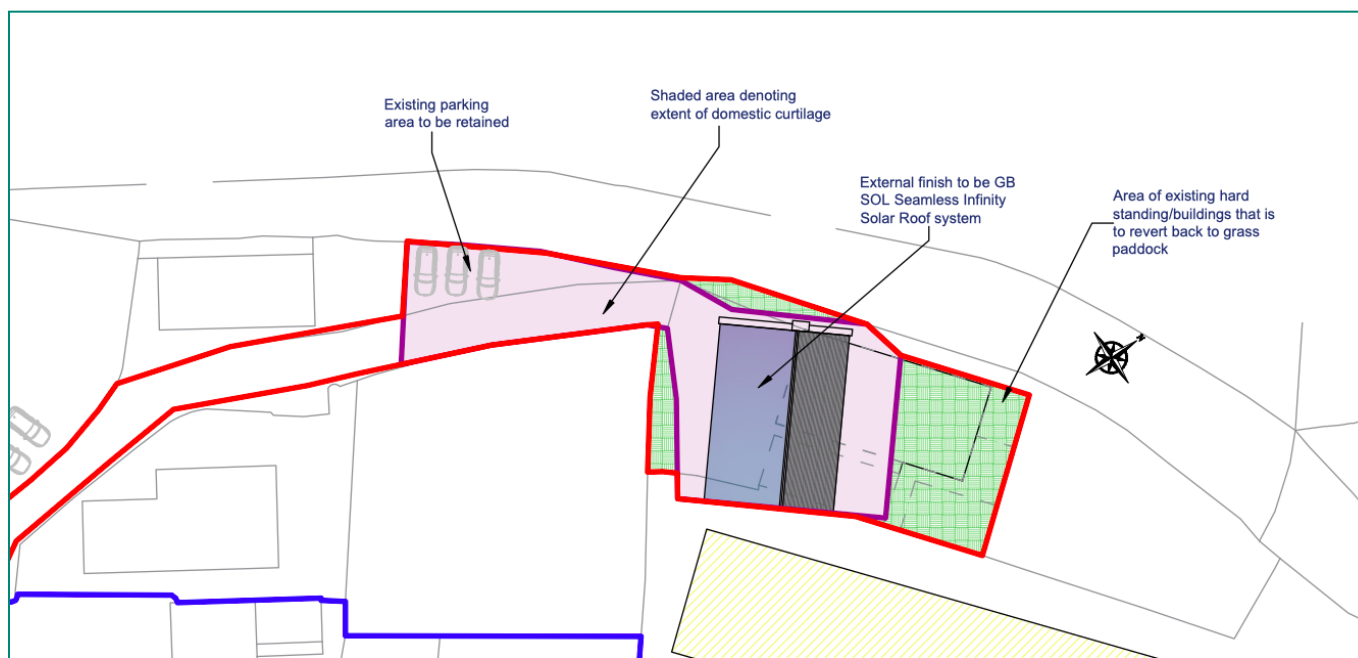 Existing parking
area to be retained
Shaded area denoting
extent of domestic curtilage
External finish to be GB
SOL Seamless Infinity
Solar Roof system
Area of existing hard
standing/buildings that is
to revert back to grass
paddock